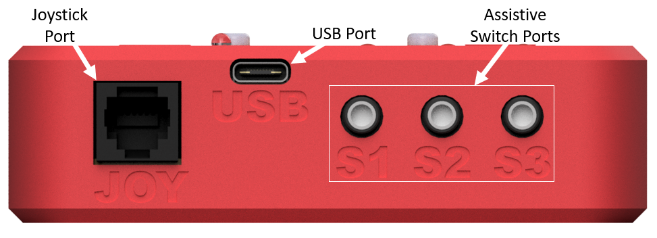 Joystick
Port
USB Port
Assistive
Switch Ports
USB
JOY
S1 S2 S3